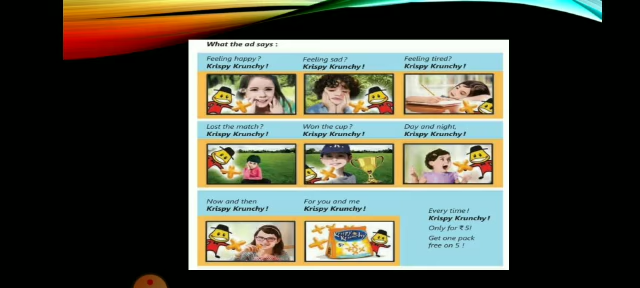 What the ad says :
Feeling happy?
Krispy Krunchy!
Feeling sad?
Krispy Krunchy!
Feeling tired?
Krispy Krunchy!
Lost the match?
Krispy Krunchy!
Won the cup?
Krispy Krunchy!
Day and night,
Krispy Krunchy!
Now and then
Krispy Krunchy!
For you and me
Krispy Krunchy!
Every time!
Krispy Krunchy!
Only for ₹ 5!
Get one pack
free on 5 !